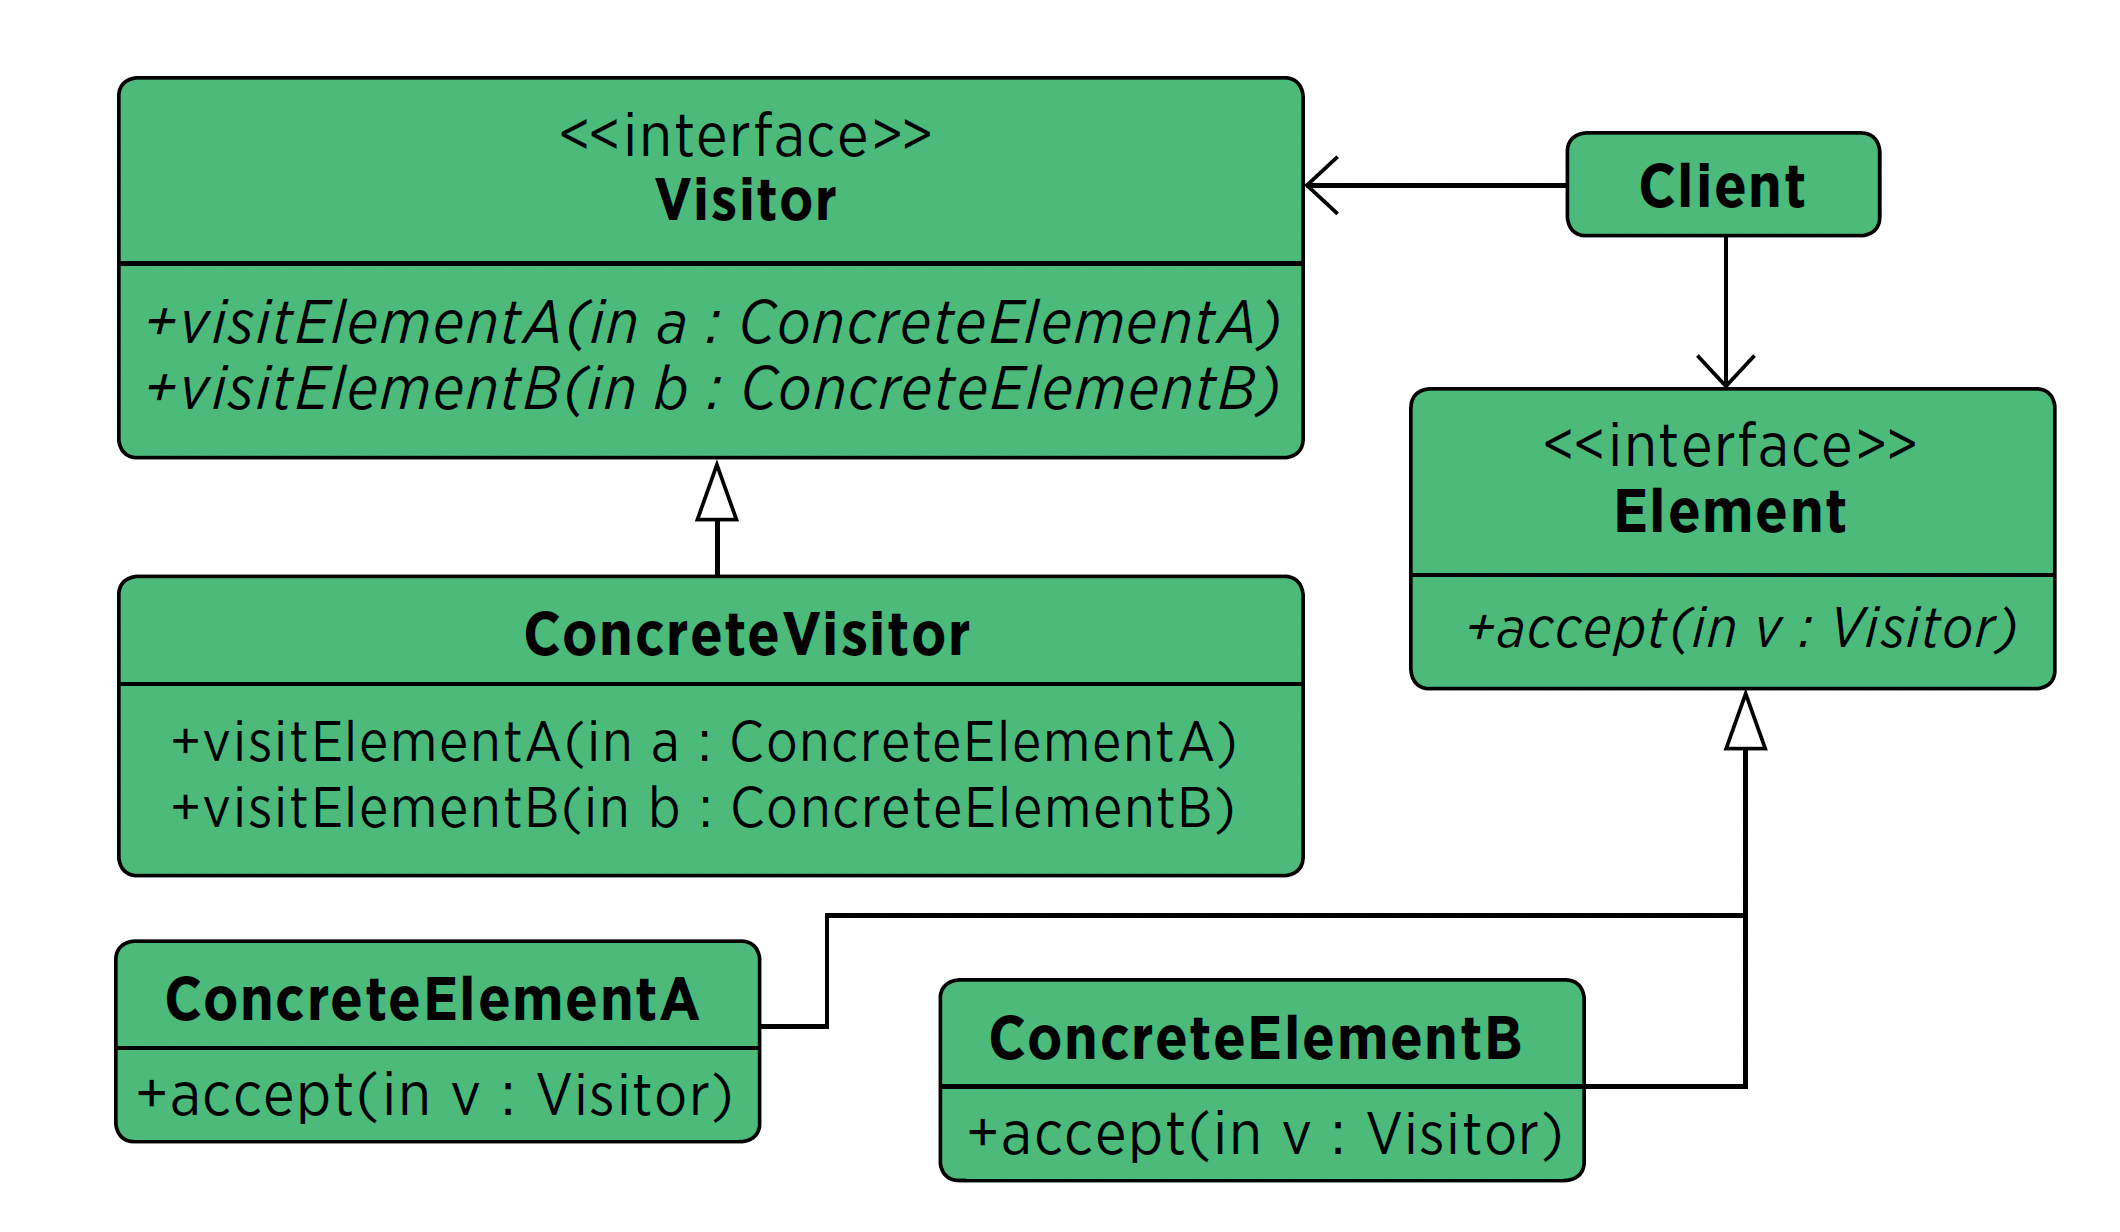 <<interface>>
Visitor
+visitElementA(in a : ConcreteElementA)
+visitElementB(in b : ConcreteElementB)
Client
<<interface>>
Element
+accept(in v : Visitor)
ConcreteVisitor
+visitElementA(in a : ConcreteElementA)
+visitElementB(in b : ConcreteElementB)
ConcreteElementA
+accept(in v : Visitor)
ConcreteElementB
+accept(in v : Visitor)